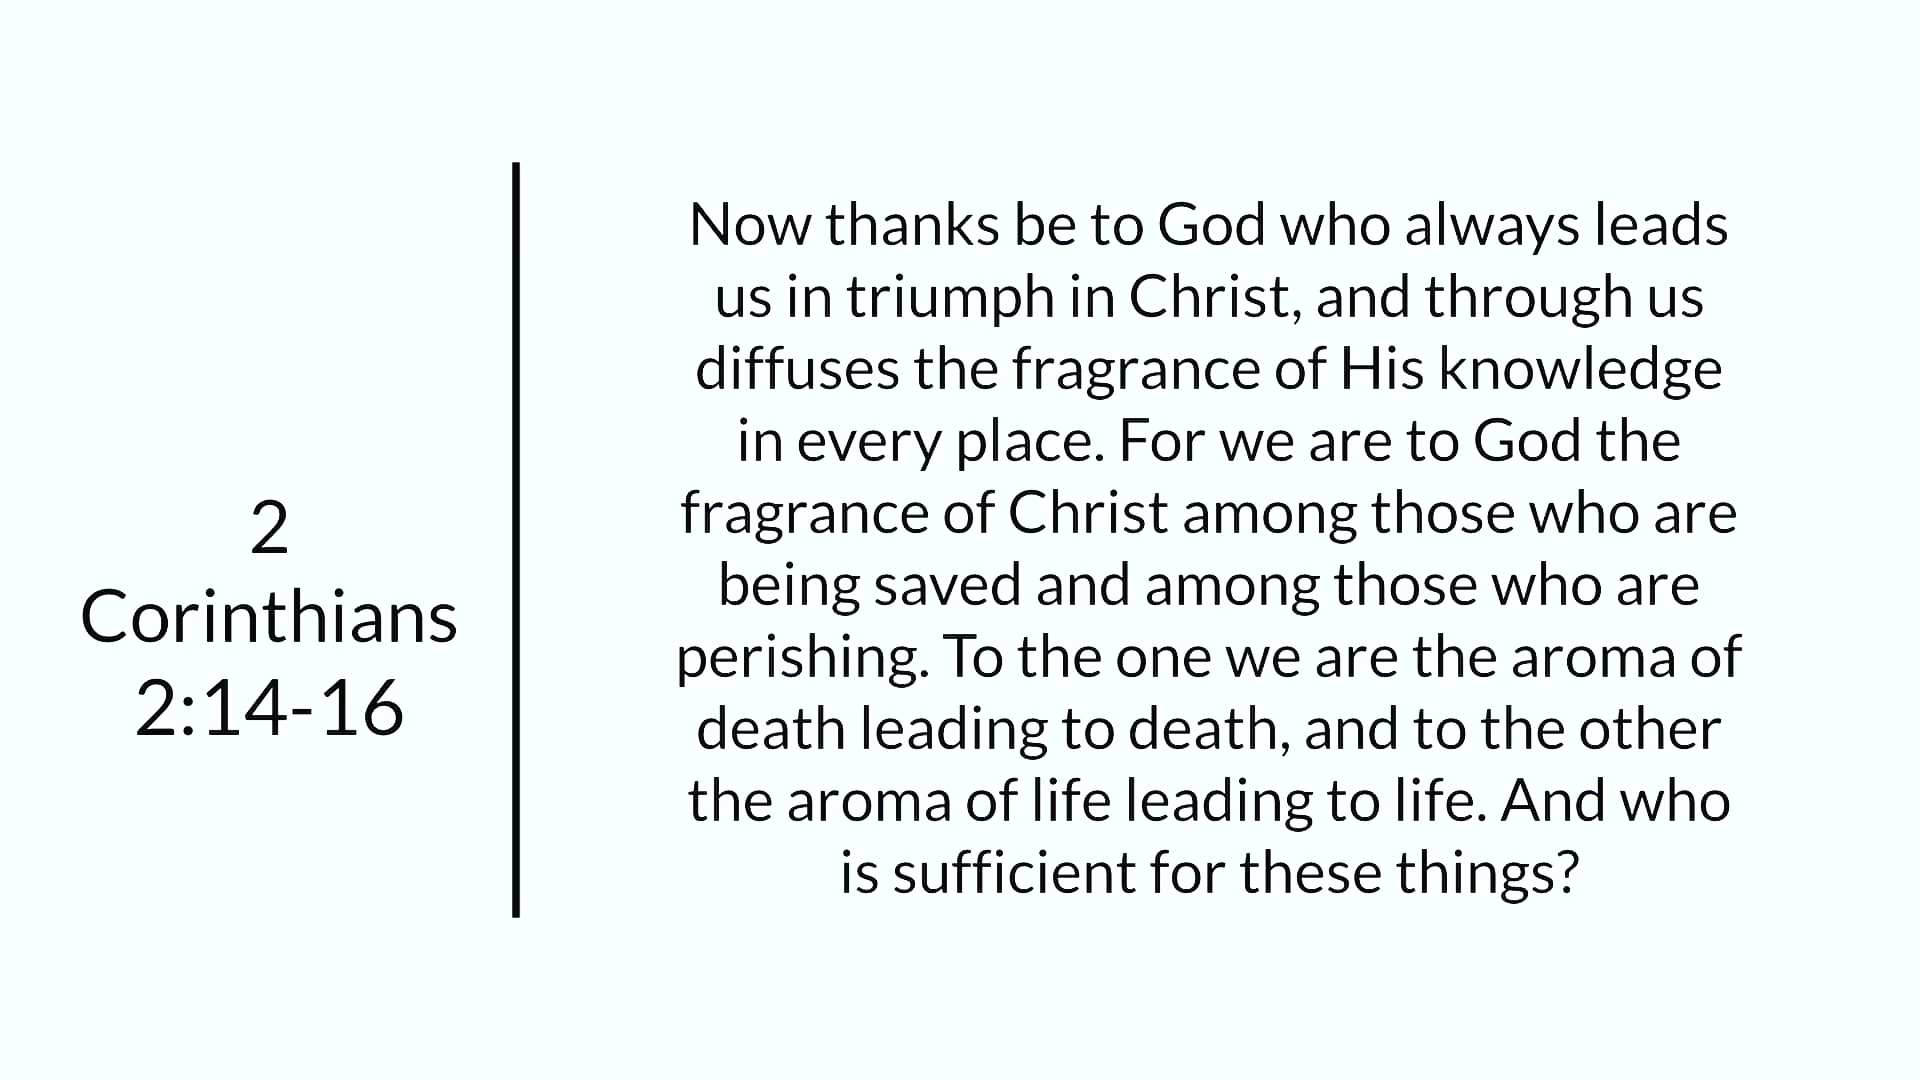 2
Corinthians
2:14-16
Now thanks be to God who always leads
us in triumph in Christ, and through us
diffuses the fragrance of His knowledge
in every place. For we are to God the
fragrance of Christ among those who are
being saved and among those who are
perishing. To the one we are the aroma of
death leading to death, and to the other
the aroma of life leading to life. And who
is sufficient for these things?